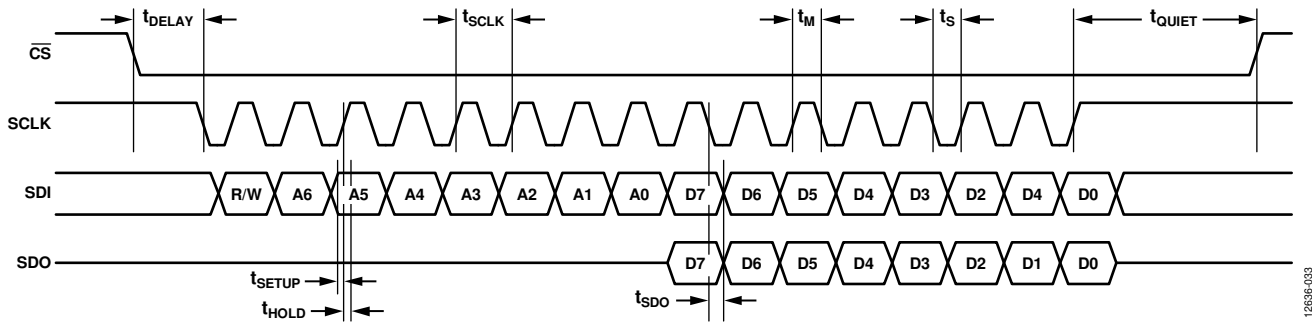 tDELAY tSCLK tM tS tQUIET
CS
SCLK
SDI R/W A6 A5 A4 A3 A2 A1 A0 D7 D6 D5 D4 D3 D2 D4 D0
SDO D7 D6 D5 D4 D3 D2 D1 D0
tSETUP
tSDO
tHOLD
12636-033